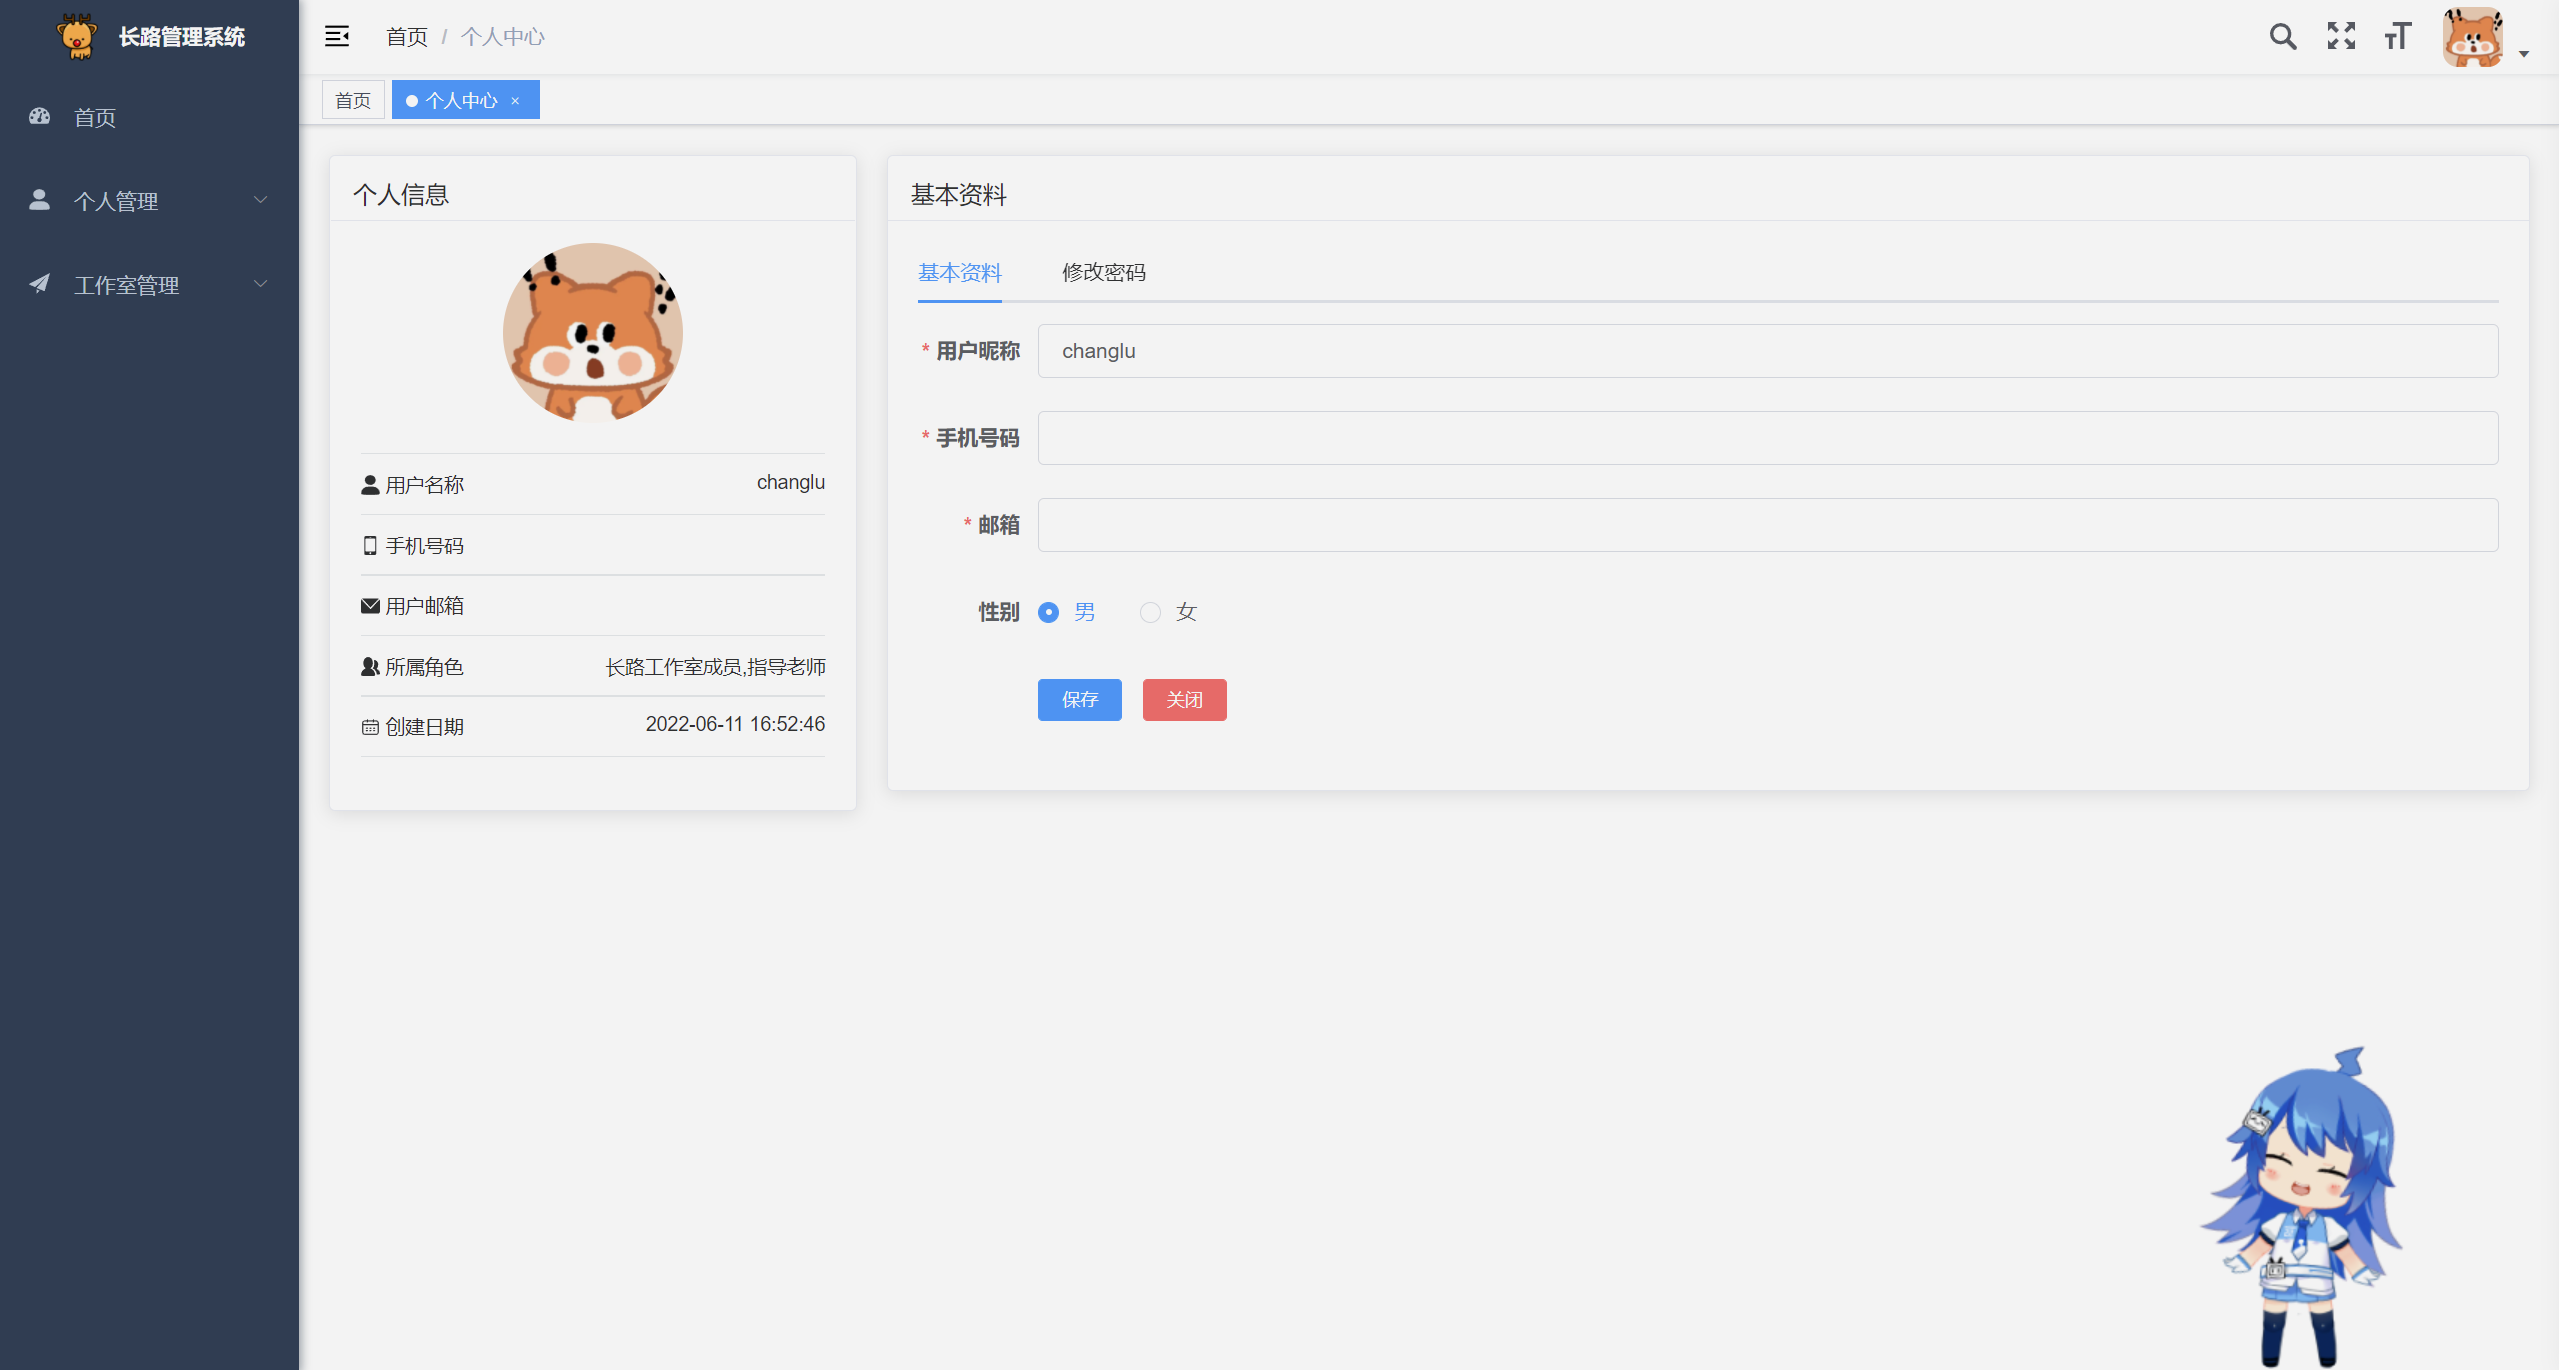 长路管理系统
首页
个人管理
工作室管理
首页 / 个人中心
首页
个人中心 ×
个人信息
用户名称 changlu
手机号码
用户邮箱
所属角色 长路工作室成员,指导老师
创建日期 2022-06-11 16:52:46
基本资料
基本资料 修改密码
* 用户昵称 changlu
* 手机号码
* 邮箱
性别 男 女
保存 关闭